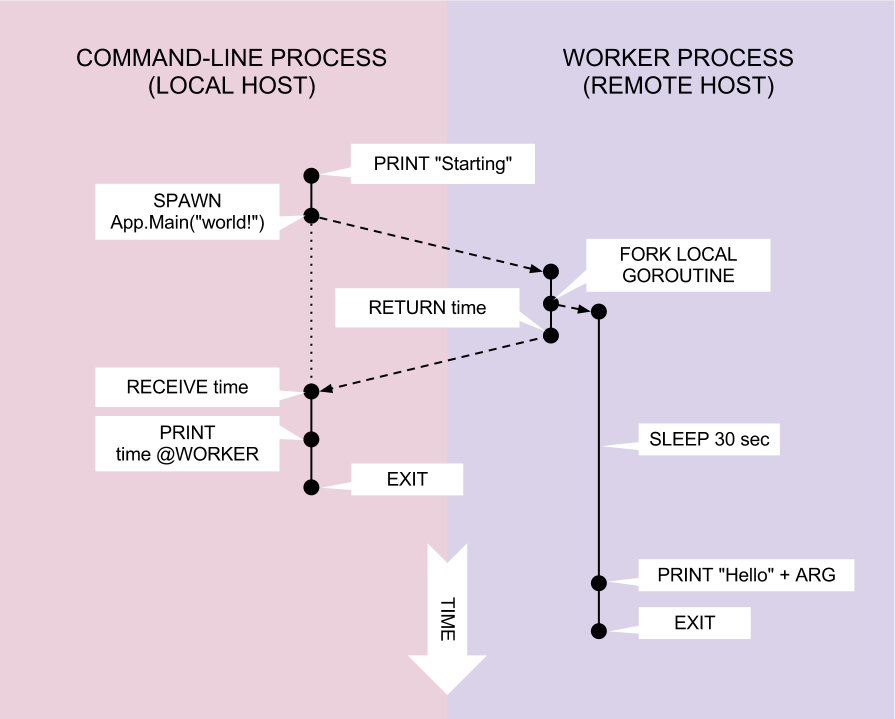 COMMAND-LINE PROCESS
(LOCAL HOST)
WORKER PROCESS
(REMOTE HOST)
PRINT "Starting"
SPAWN
App.Main("world!")
FORK LOCAL
GOROUTINE
RETURN time
RECEIVE time
PRINT
time @WORKER
SLEEP 30 sec
EXIT
PRINT "Hello" + ARG
EXIT
TIME